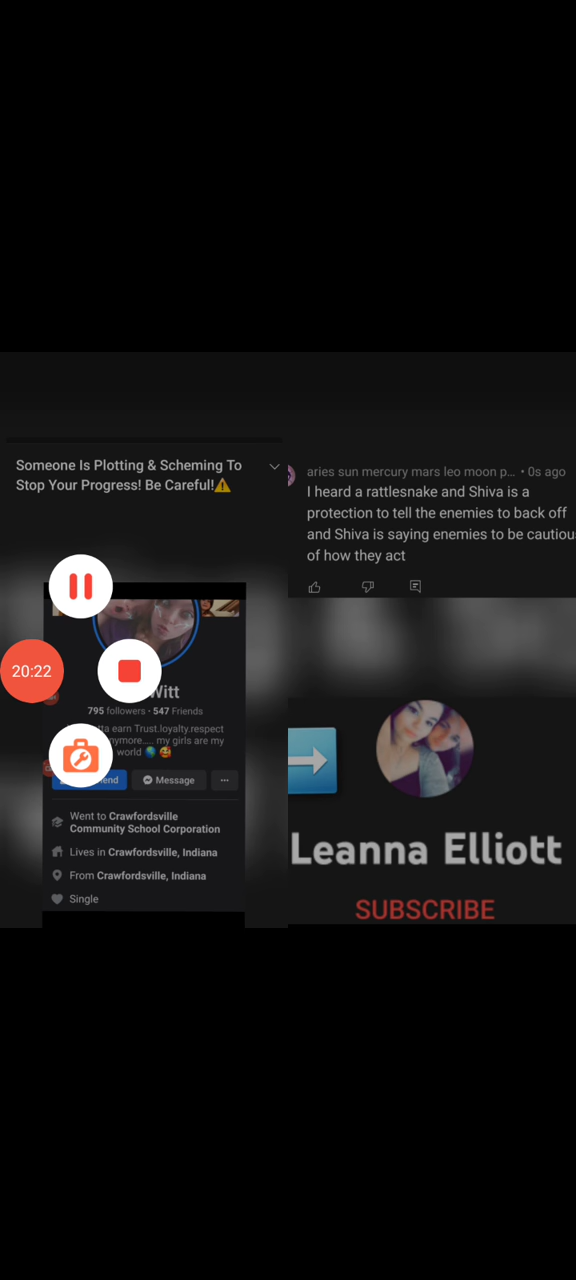 Someone Is Plotting & Scheming To
Stop Your Progress! Be Careful!⚠️
20:22
Witt
795 followers • 547 Friends
tta earn Trust.loyalty.respect
nymore.... my girls are my
world 🌎🥰
end
Message
...
Went to Crawfordsville
Community School Corporation
Lives in Crawfordsville, Indiana
From Crawfordsville, Indiana
Single
aries sun mercury mars leo moon p... • 0s ago
I heard a rattlesnake and Shiva is a
protection to tell the enemies to back off
and Shiva is saying enemies to be cautiou
of how they act
Leanna Elliott
SUBSCRIBE